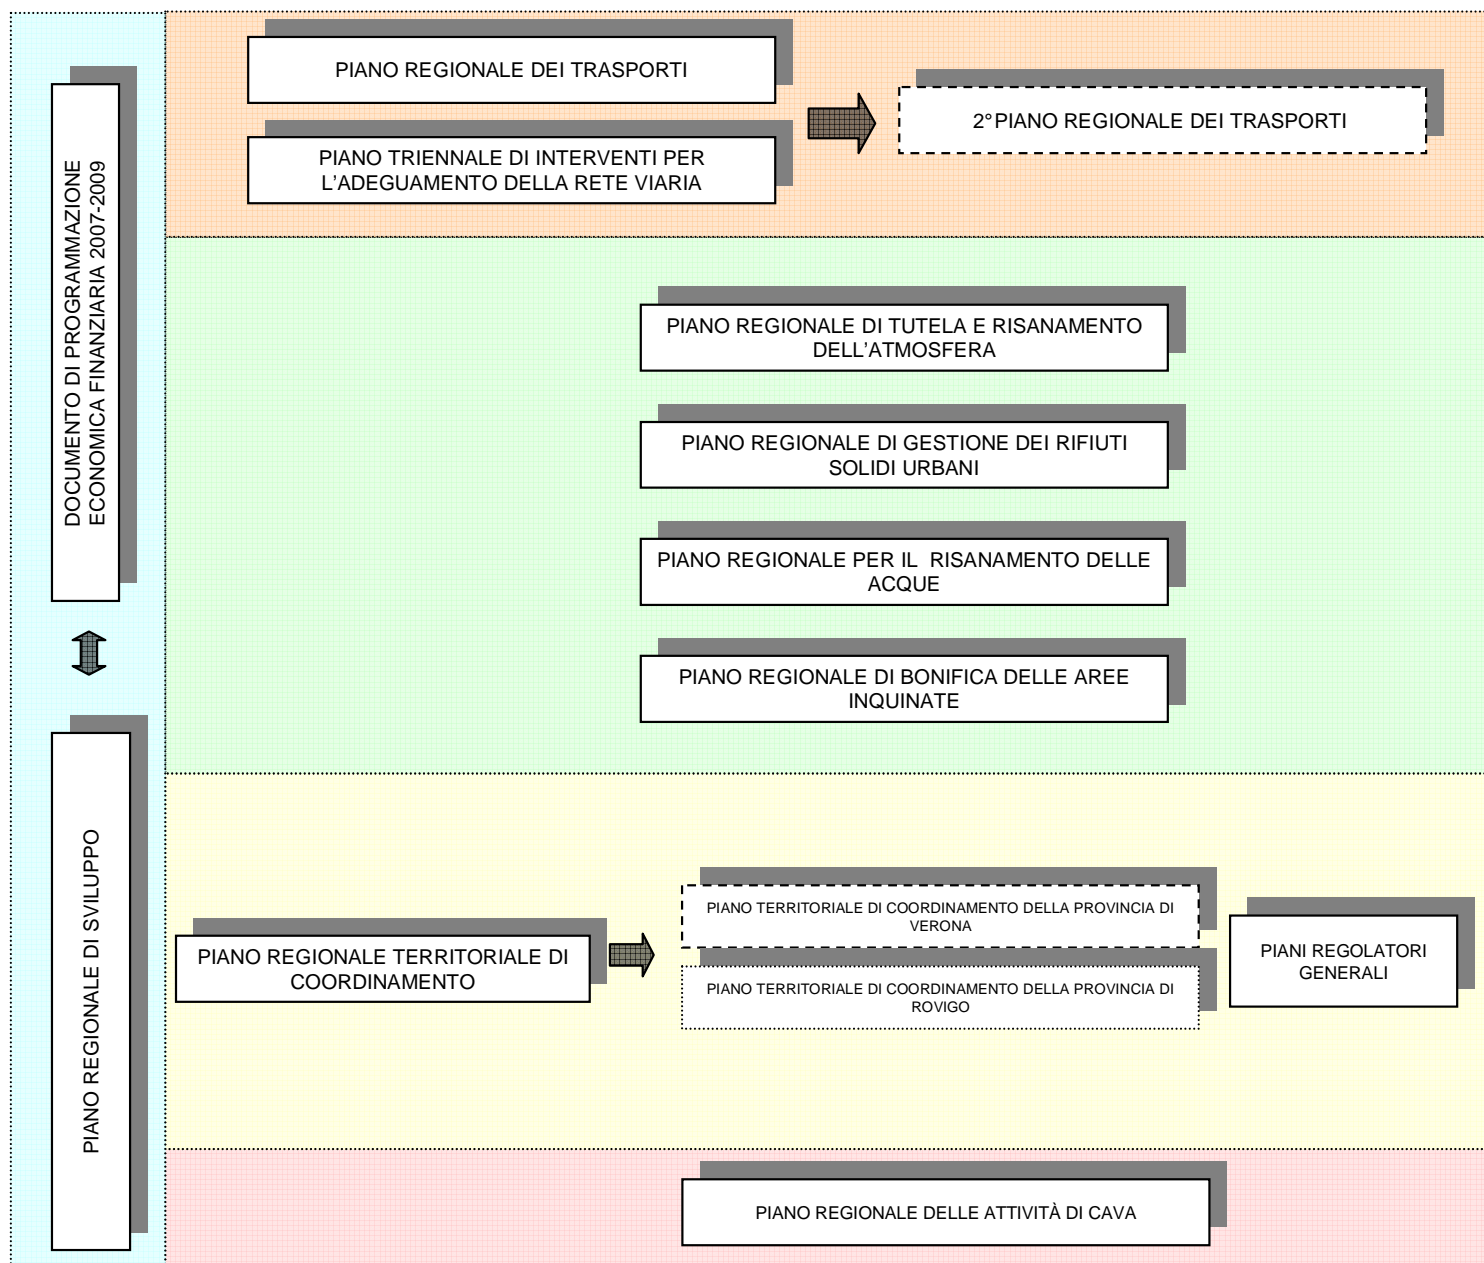 DOCUMENTO DI PROGRAMMAZIONE
ECONOMICA FINANZIARIA 2007-2009
PIANO REGIONALE DI SVILUPPO
PIANO REGIONALE DEI TRASPORTI
PIANO TRIENNALE DI INTERVENTI PER
L'ADEGUAMENTO DELLA RETE VIARIA
2° PIANO REGIONALE DEI TRASPORTI
PIANO REGIONALE DI TUTELA E RISANAMENTO
DELL'ATMOSFERA
PIANO REGIONALE DI GESTIONE DEI RIFIUTI
SOLIDI URBANI
PIANO REGIONALE PER IL RISANAMENTO DELLE
ACQUE
PIANO REGIONALE DI BONIFICA DELLE AREE
INQUINATE
PIANO REGIONALE TERRITORIALE DI
COORDINAMENTO
PIANO TERRITORIALE DI COORDINAMENTO DELLA PROVINCIA DI
VERONA
PIANO TERRITORIALE DI COORDINAMENTO DELLA PROVINCIA DI
ROVIGO
PIANI REGOLATORI
GENERALI
PIANO REGIONALE DELLE ATTIVITÀ DI CAVA